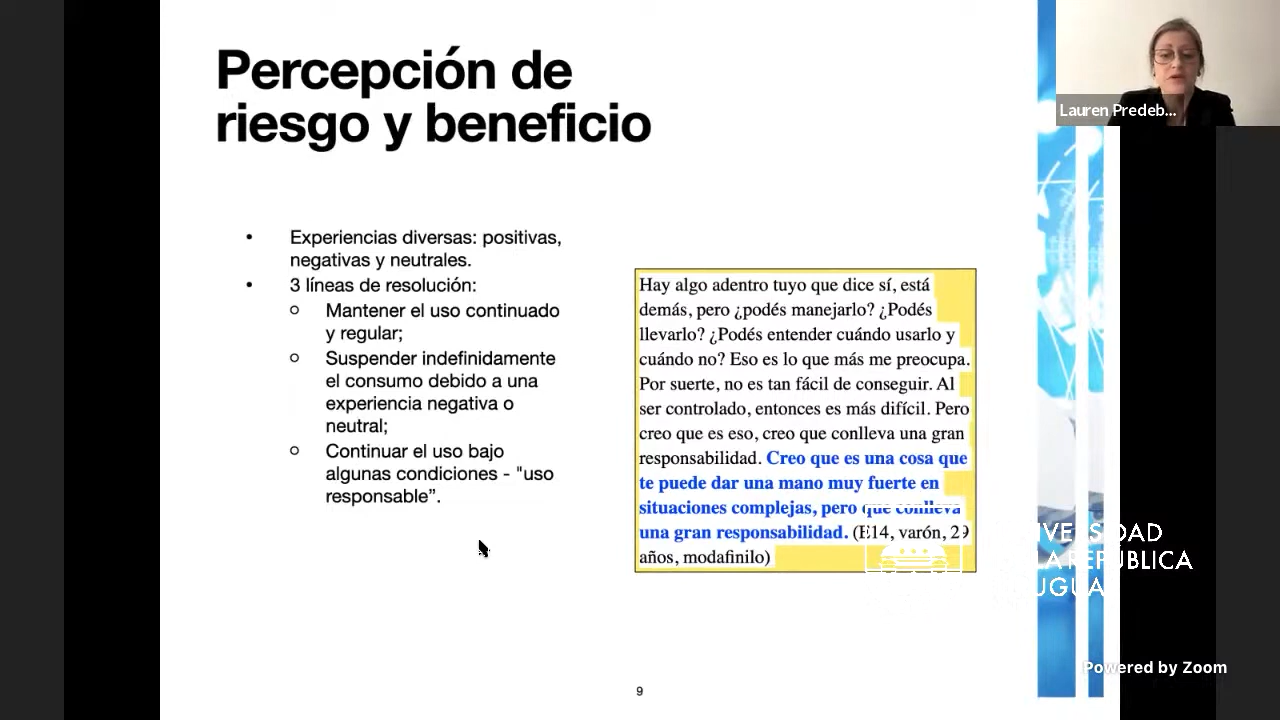 Percepción de
riesgo y beneficio
• Experiencias diversas: positivas,
negativas y neutrales.
• 3 líneas de resolución:
○ Mantener el uso continuado
y regular;
○ Suspender indefinidamente
el consumo debido a una
experiencia negativa o
neutral;
○ Continuar el uso bajo
algunas condiciones - "uso
responsable”.
Hay algo adentro tuyo que dice sí, está
demás, pero ¿podés manejarlo? ¿Podés
llevarlo? ¿Podés entender cuándo usarlo y
cuándo no? Eso es lo que más me preocupa.
Por suerte, no es tan fácil de conseguir. Al
ser controlado, entonces es más difícil. Pero
creo que es eso, creo que conlleva una gran
responsabilidad. Creo que es una cosa que
te puede dar una mano muy fuerte en
situaciones complejas, pero que conlleva
una gran responsabilidad. (E14, varón, 29
años, modafinilo)
9
Lauren Predeb...
REPÚBLICA
Powered by Zoom